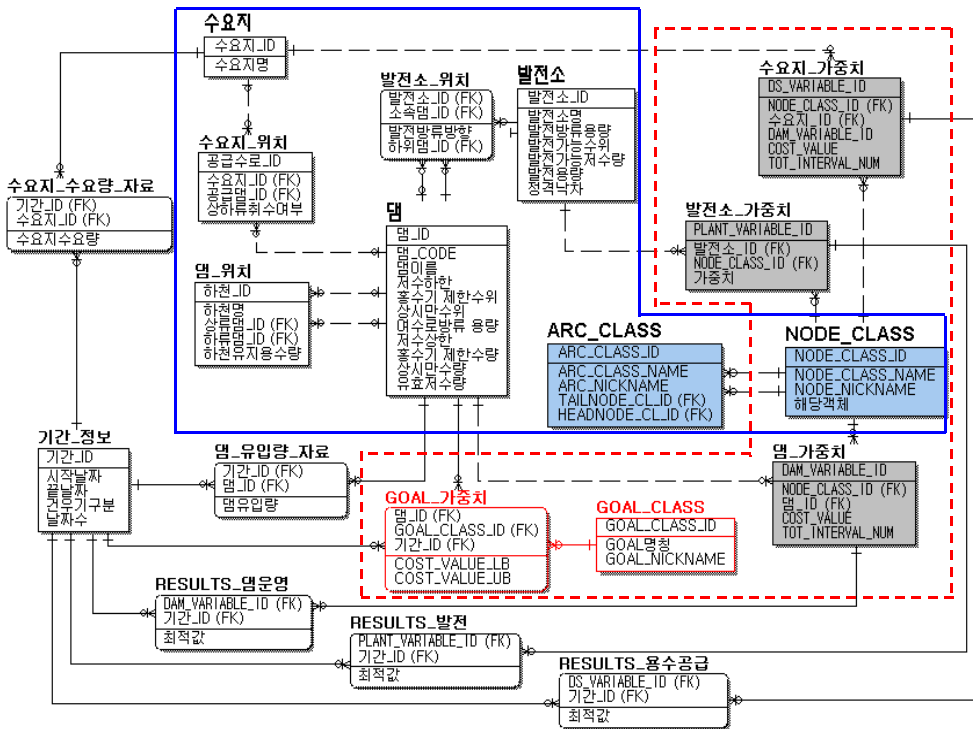 수요지
수요지_ID
수요지명
발전소_위치
발전소_ID (FK)
소속댐_ID (FK)
발전방류방향
하위댐_ID (FK)
발전소
발전소_ID
발전소명
발전방류용량
발전가능수위
발전가능저수량
발전용량
정격낙차
수요지_가중치
DS_VARIABLE_ID
NODE_CLASS_ID (FK)
수요지_ID (FK)
DAM_VARIABLE_ID
COST_VALUE
TOT_INTERVAL_NUM
수요지_위치
공급수로_ID
수요지_ID (FK)
공급댐_ID (FK)
상하류취수여부
수요지_수요량_자료
기간_ID (FK)
수요지_ID (FK)
수요지수요량
발전소_가중치
PLANT_VARIABLE_ID
발전소_ID (FK)
NODE_CLASS_ID (FK)
가중치
댐
댐_ID
댐_CODE
댐이름
저수하한
홍수기 제한수위
상시만수위
여수로방류 용량
저수상한
홍수기 제한수량
상시만수량
유효저수량
댐_위치
하천_ID
하천명
상류댐_ID (FK)
하류댐_ID (FK)
하천유지용수량
ARC_CLASS
ARC_CLASS_ID
ARC_CLASS_NAME
ARC_NICKNAME
TAILNODE_CL_ID (FK)
HEADNODE_CL_ID (FK)
NODE_CLASS
NODE_CLASS_ID
NODE_CLASS_NAME
NODE_NICKNAME
해당객체
기간_정보
기간_ID
시작날짜
끝날짜
건우기구분
날짜수
댐_유입량_자료
기간_ID (FK)
댐_ID (FK)
댐유입량
댐_가중치
DAM_VARIABLE_ID
NODE_CLASS_ID (FK)
댐_ID (FK)
COST_VALUE
TOT_INTERVAL_NUM
GOAL_가중치
댐_ID (FK)
GOAL_CLASS_ID (FK)
기간_ID (FK)
COST_VALUE_LB
COST_VALUE_UB
GOAL_CLASS
GOAL_CLASS_ID
GOAL명칭
GOAL_NICKNAME
RESULTS_댐운영
DAM_VARIABLE_ID (FK)
기간_ID (FK)
최적값
RESULTS_발전
PLANT_VARIABLE_ID (FK)
기간_ID (FK)
최적값
RESULTS_용수공급
DS_VARIABLE_ID (FK)
기간_ID (FK)
최적값